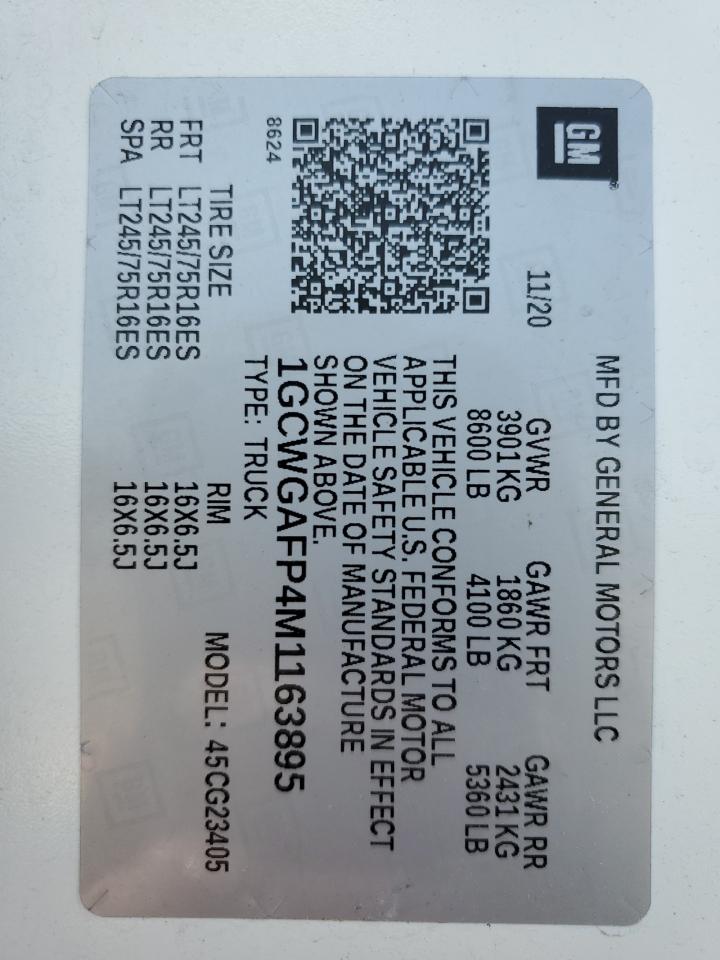 GM
MFD BY GENERAL MOTORS LLC
11/20
GVWR GAWR FRT GAWR RR
3901 KG 1860 KG 2431 KG
8600 LB 4100 LB 5360 LB
THIS VEHICLE CONFORMS TO ALL
APPLICABLE U.S. FEDERAL MOTOR
VEHICLE SAFETY STANDARDS IN EFFECT
ON THE DATE OF MANUFACTURE
SHOWN ABOVE.
1GCWGAFP4M1163895
8624
TYPE: TRUCK
TIRE SIZE RIM MODEL: 45CG23405
FRT LT245/75R16ES 16X6.5J
RR LT245/75R16ES 16X6.5J
SPA LT245/75R16ES 16X6.5J